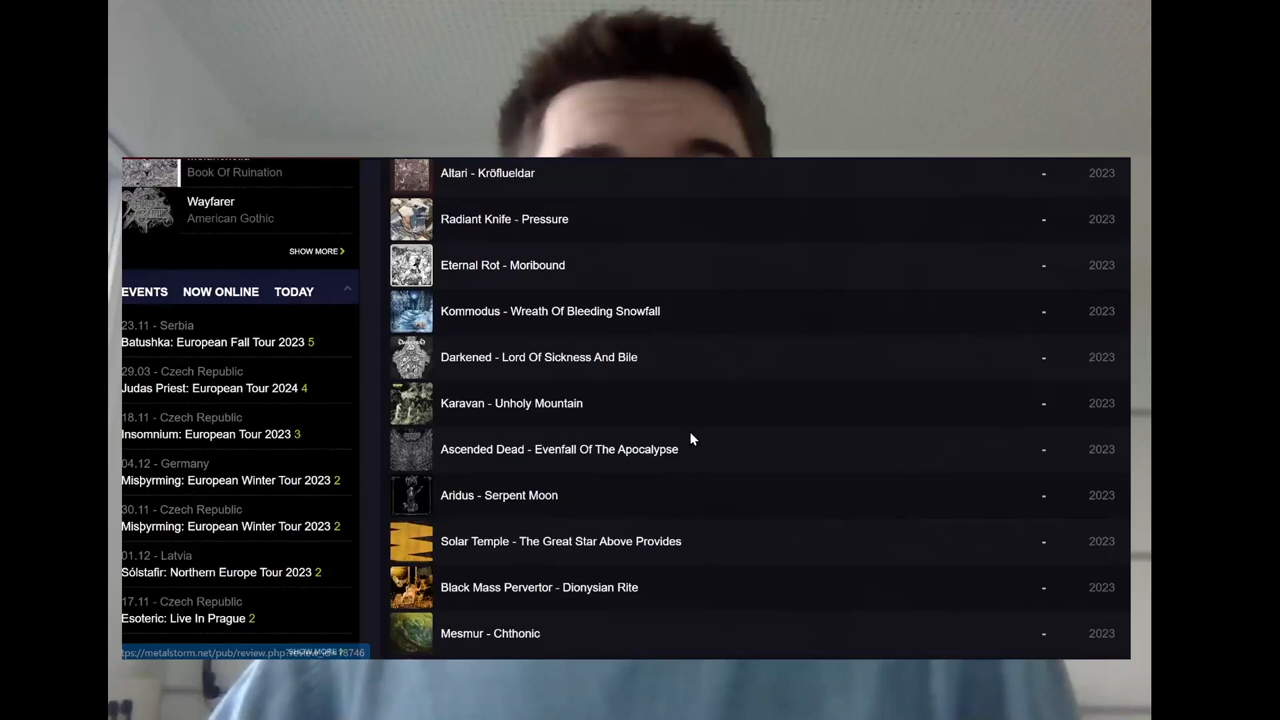 Book Of Ruination
Wayfarer
American Gothic
SHOW MORE
EVENTS NOW ONLINE TODAY
23.11 - Serbia
Batushka: European Fall Tour 2023 5
29.03 - Czech Republic
Judas Priest: European Tour 2024 4
18.11 - Czech Republic
Insomnium: European Tour 2023 3
04.12 - Germany
Misþyrming: European Winter Tour 2023 2
30.11 - Czech Republic
Misþyrming: European Winter Tour 2023 2
01.12 - Latvia
Sólstafir: Northern Europe Tour 2023 2
17.11 - Czech Republic
Esoteric: Live In Prague 2
SHOW MORE
Altari - Kröflueldar - 2023
Radiant Knife - Pressure - 2023
Eternal Rot - Moribound - 2023
Kommodus - Wreath Of Bleeding Snowfall - 2023
Darkened - Lord Of Sickness And Bile - 2023
Karavan - Unholy Mountain - 2023
Ascended Dead - Evenfall Of The Apocalypse - 2023
Aridus - Serpent Moon - 2023
Solar Temple - The Great Star Above Provides - 2023
Black Mass Pervertor - Dionysian Rite - 2023
Mesmur - Chthonic - 2023